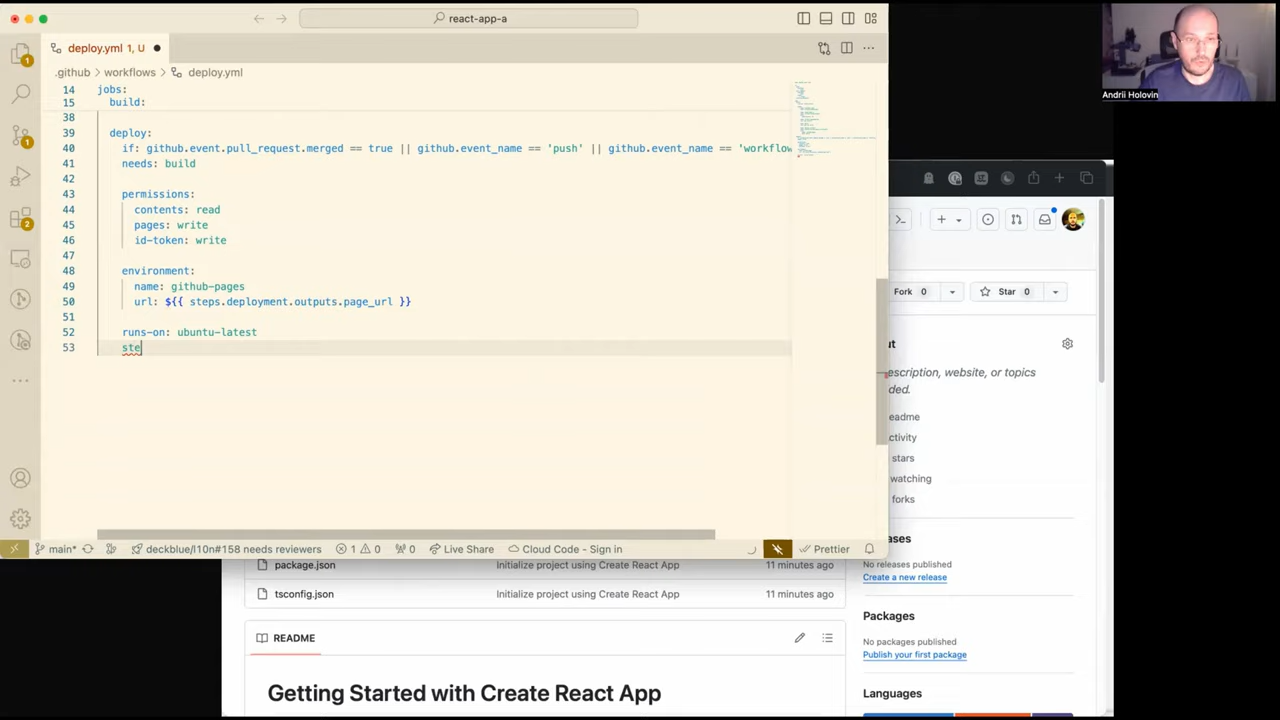 react-app-a
deploy.yml 1, U
.github
workflows
deploy.yml
14 jobs:
15 build:
38
39 deploy:
40 if: github.event.pull_request.merged == true || github.event_name == 'push' || github.event_name == 'workflow
41 needs: build
42
43 permissions:
44 contents: read
45 pages: write
46 id-token: write
47
48 environment:
49 name: github-pages
50 url: ${{ steps.deployment.outputs.page_url }}
51
52 runs-on: ubuntu-latest
53 ste
1
1
2
main*
deckblue/l10n#158 needs reviewers
1
0
0
Live Share
Cloud Code - Sign in
Prettier
Andrii Holovin
Fork 0
Star 0
ut
escription, website, or topics
ded.
eadme
ctivity
stars
watching
forks
ases
No releases published
Create a new release
Packages
No packages published
Publish your first package
Languages
package.json Initialize project using Create React App 11 minutes ago
tsconfig.json Initialize project using Create React App 11 minutes ago
README
Getting Started with Create React App